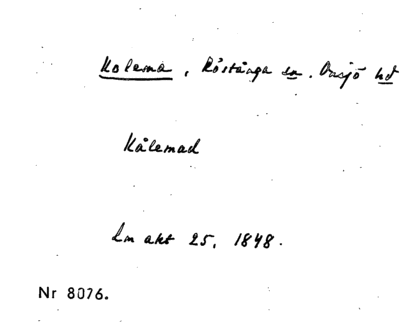 Kolema, Röstånga sn. Onsjö hd
Kålemad
Lm akt 25, 1848.
Nr 8076.